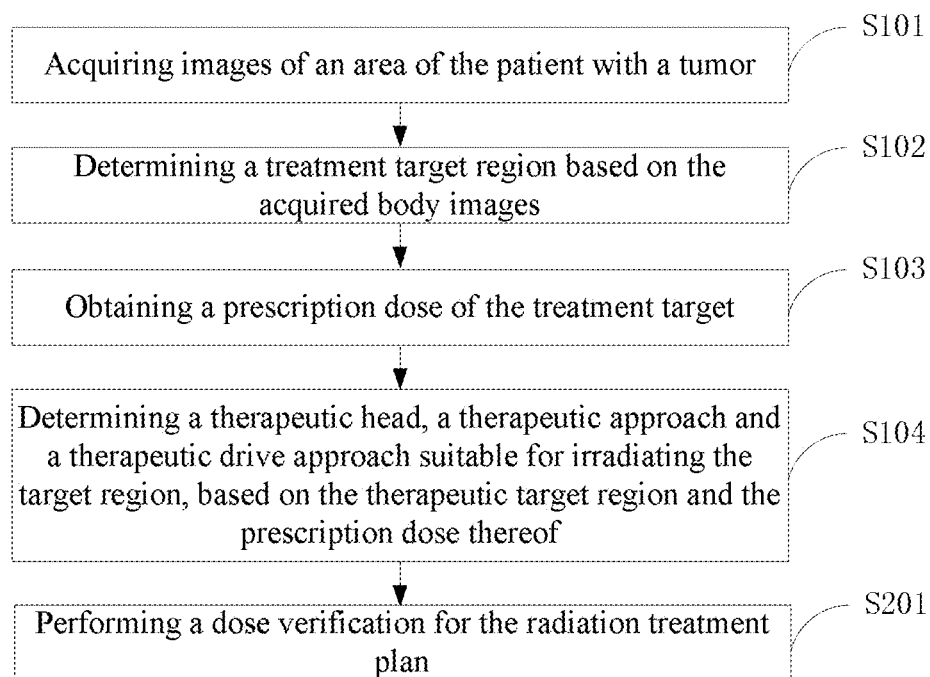 S101
Acquiring images of an area of the patient with a tumor
S102
Determining a treatment target region based on the
acquired body images
S103
Obtaining a prescription dose of the treatment target
S104
Determining a therapeutic head, a therapeutic approach and
a therapeutic drive approach suitable for irradiating the
target region, based on the therapeutic target region and the
prescription dose thereof
S201
Performing a dose verification for the radiation treatment
plan